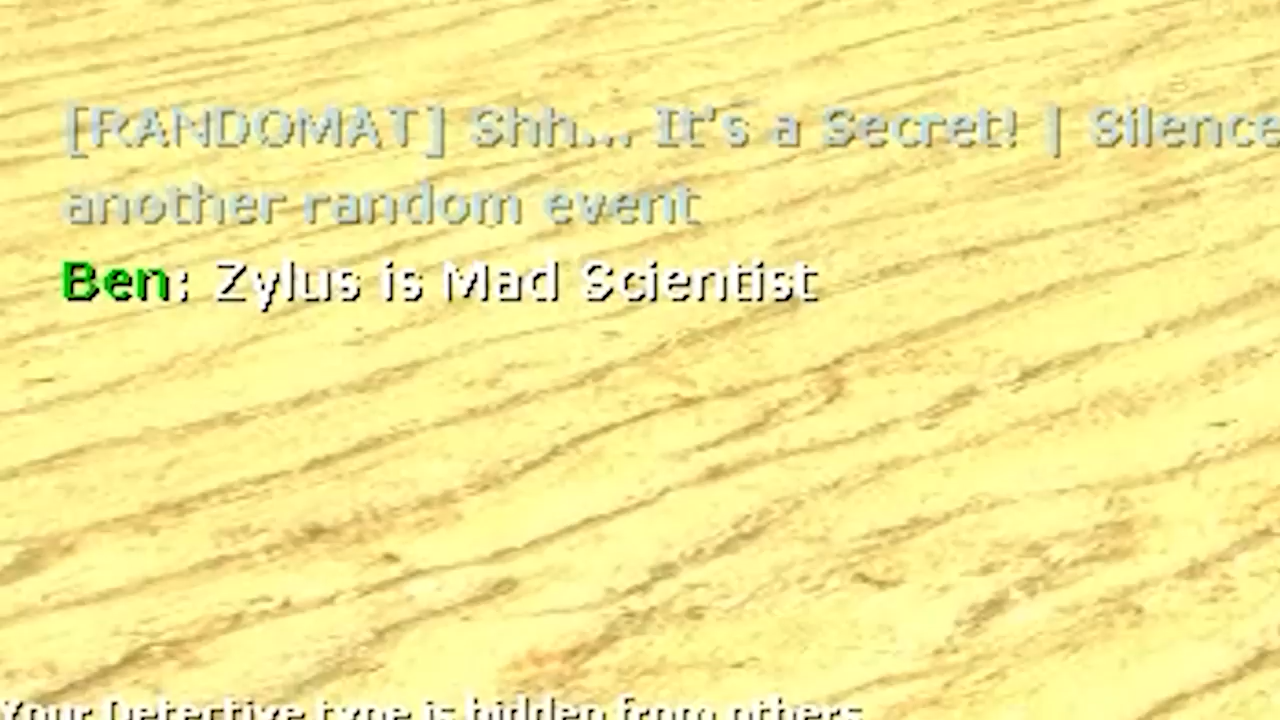 [RANDOMAT] Shh... It's a Secret! | Silence
another random event
Ben: Zylus is Mad Scientist
Your Detective type is hidden from others